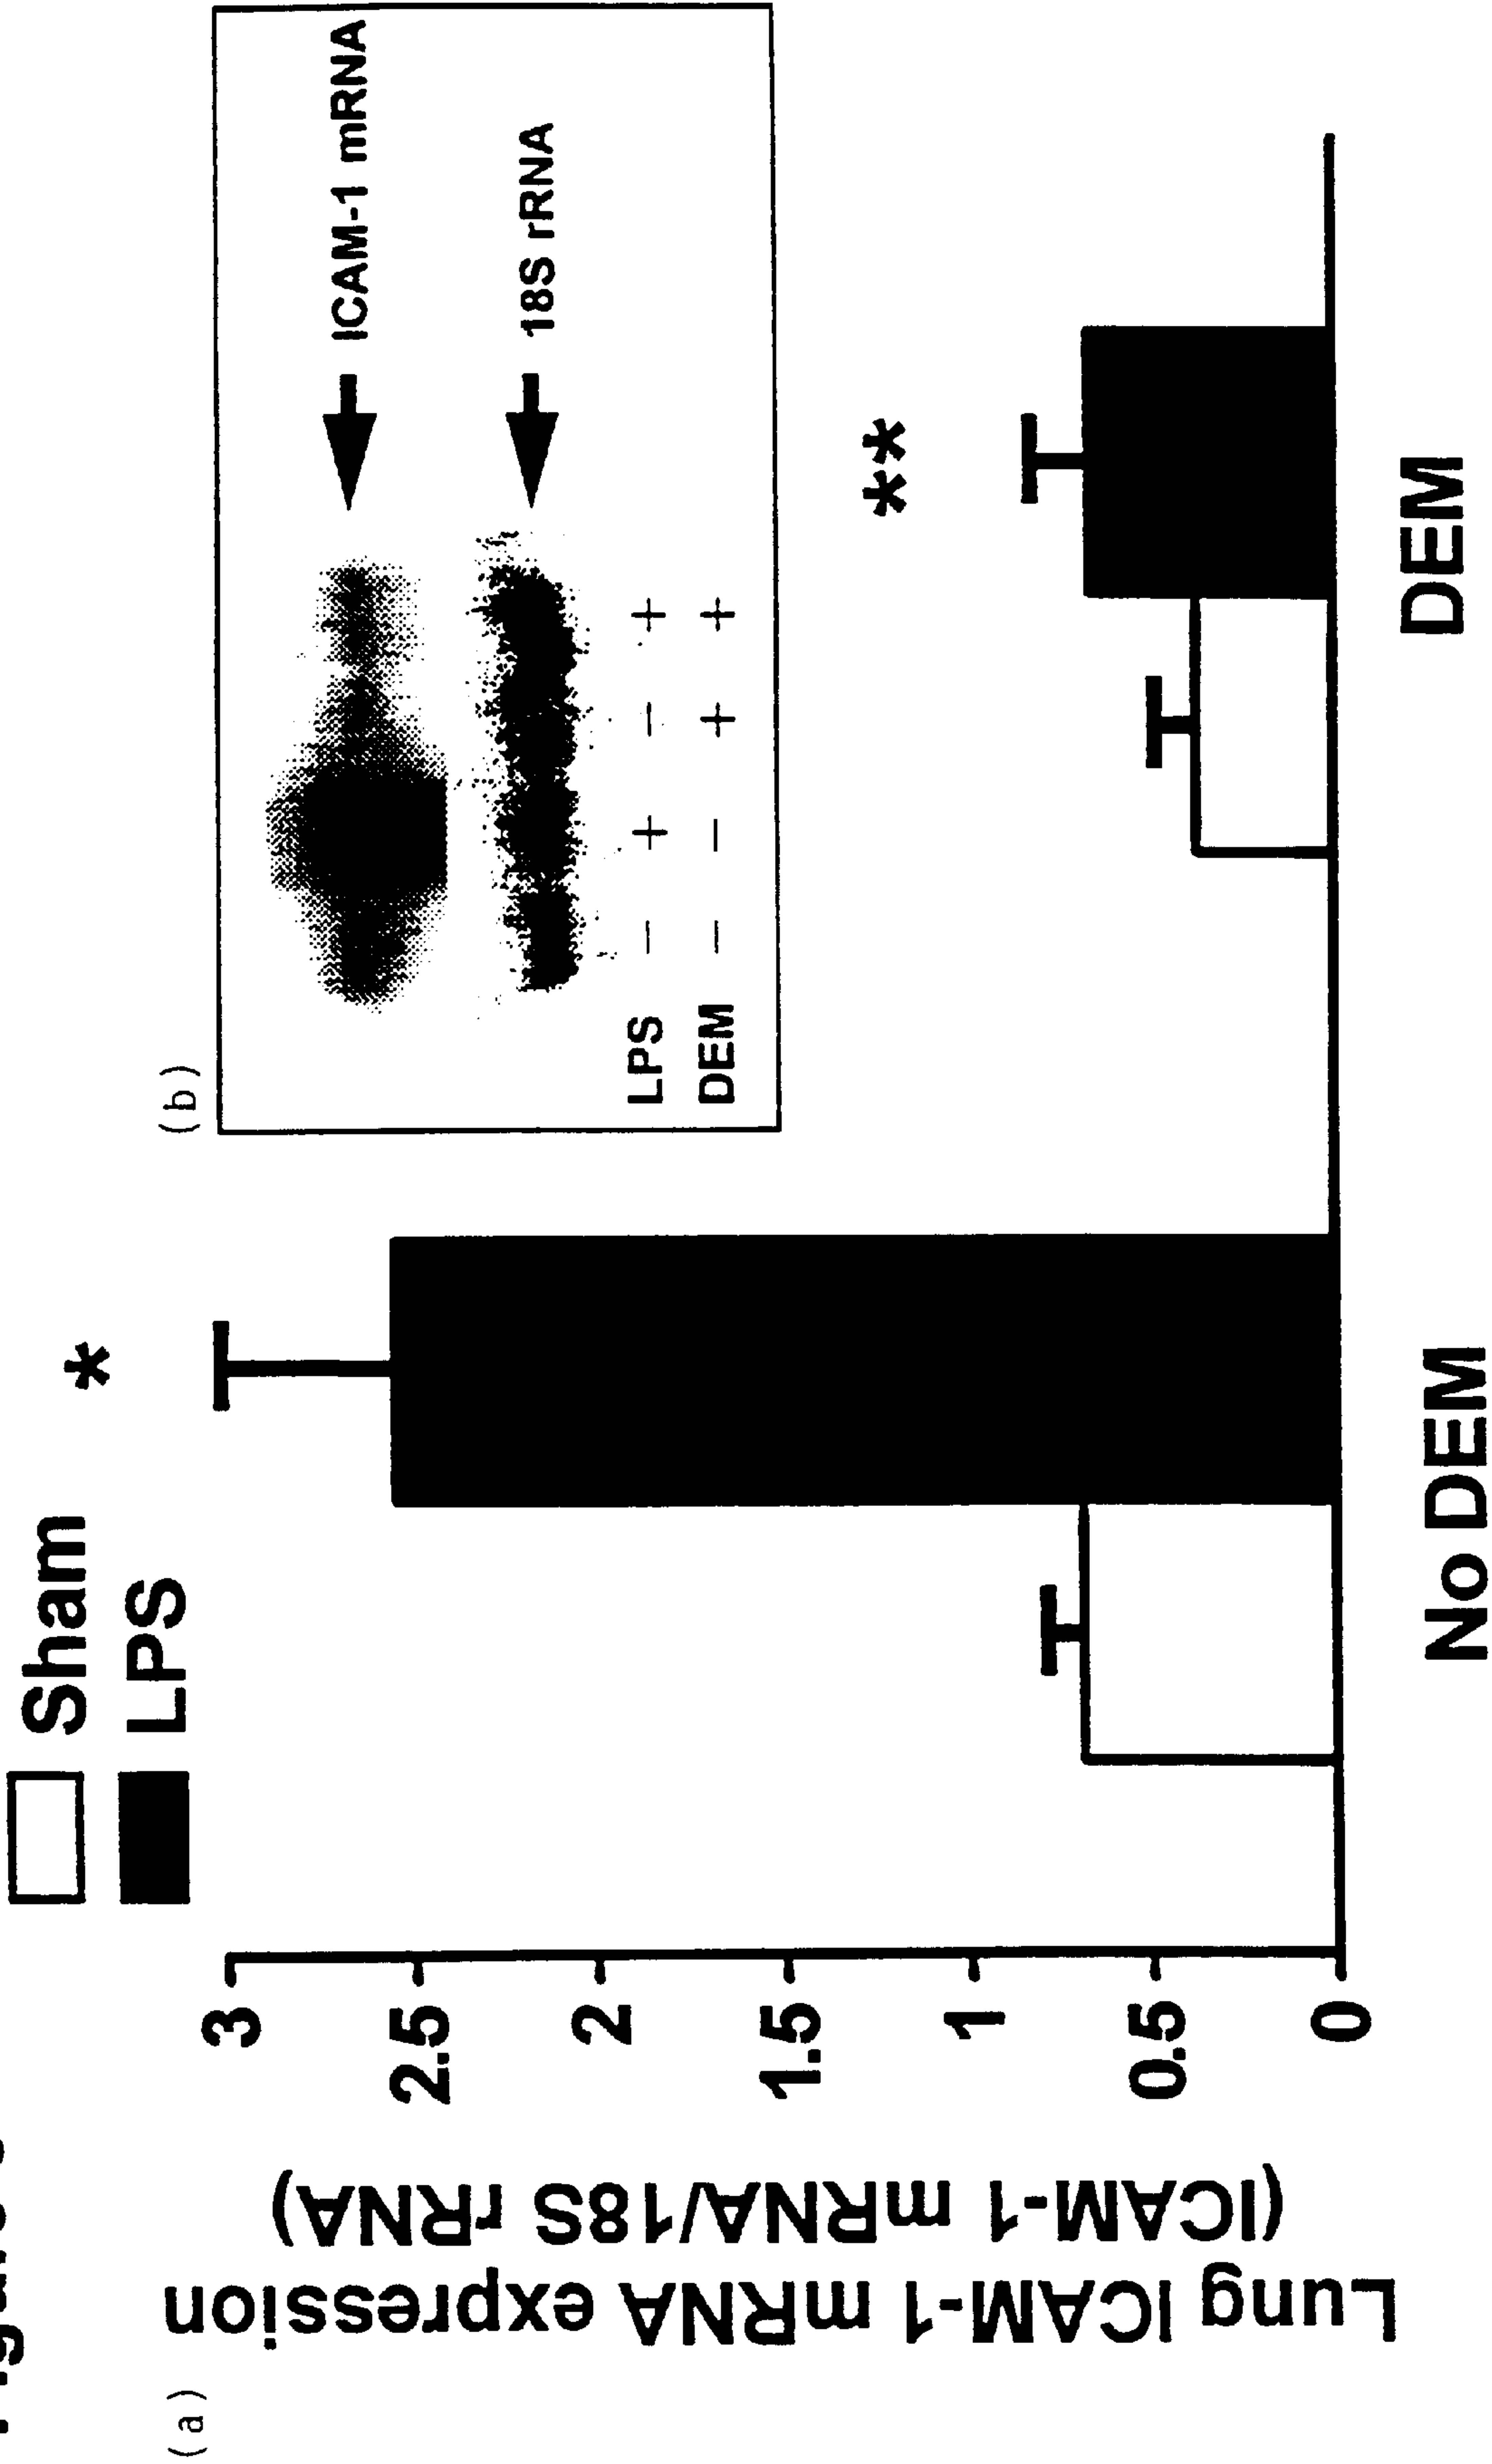 (a)
Sham
LPS
*
(b)
ICAM-1 mRNA
18S rRNA
LPS − + − +
DEM − − + +
**
Lung ICAM-1 mRNA expression
(ICAM-1 mRNA/18S rRNA)
3
2.5
2
1.5
1
0.5
0
No DEM
DEM